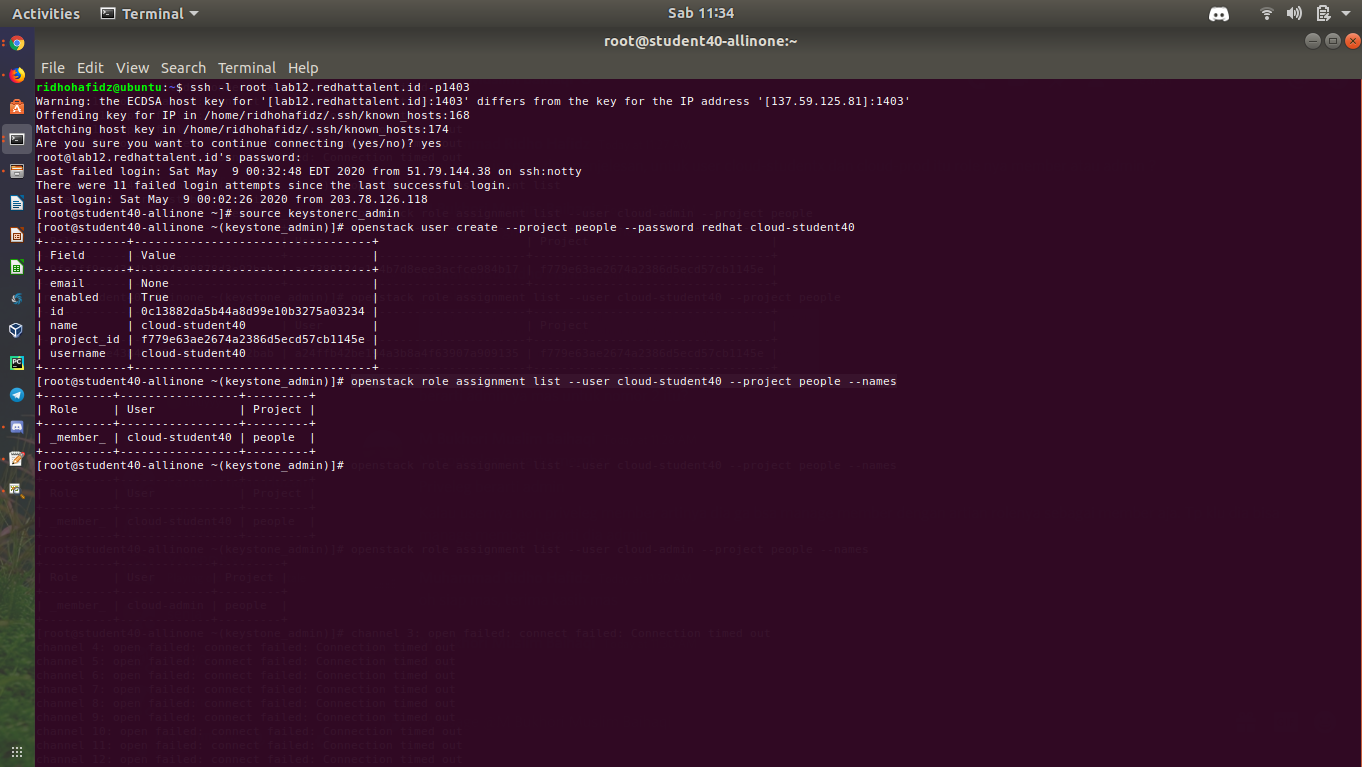 Activities
Terminal
Sab 11:34
root@student40-allinone:~
File Edit View Search Terminal Help
ridhohafidz@ubuntu:~$ ssh -l root lab12.redhattalent.id -p1403
Warning: the ECDSA host key for '[lab12.redhattalent.id]:1403' differs from the key for the IP address '[137.59.125.81]:1403'
Offending key for IP in /home/ridhohafidz/.ssh/known_hosts:168
Matching host key in /home/ridhohafidz/.ssh/known_hosts:174
Are you sure you want to continue connecting (yes/no)? yes
root@lab12.redhattalent.id's password:
Last failed login: Sat May  9 00:32:48 EDT 2020 from 51.79.144.38 on ssh:notty
There were 11 failed login attempts since the last successful login.
Last login: Sat May  9 00:02:26 2020 from 203.78.126.118
[root@student40-allinone ~]# source keystonerc_admin
[root@student40-allinone ~(keystone_admin)]# openstack user create --project people --password redhat cloud-student40
+------------+----------------------------------+
| Field      | Value                            |
+------------+----------------------------------+
| email      | None                             |
| enabled    | True                             |
| id         | 0c13882da5b44a8d99e10b3275a03234 |
| name       | cloud-student40                  |
| project_id | f779e63ae2674a2386d5ecd57cb1145e |
| username   | cloud-student40                  |
+------------+----------------------------------+
[root@student40-allinone ~(keystone_admin)]# openstack role assignment list --user cloud-student40 --project people --names
+----------+-----------------+---------+
| Role     | User            | Project |
+----------+-----------------+---------+
| _member_ | cloud-student40 | people  |
+----------+-----------------+---------+
[root@student40-allinone ~(keystone_admin)]#